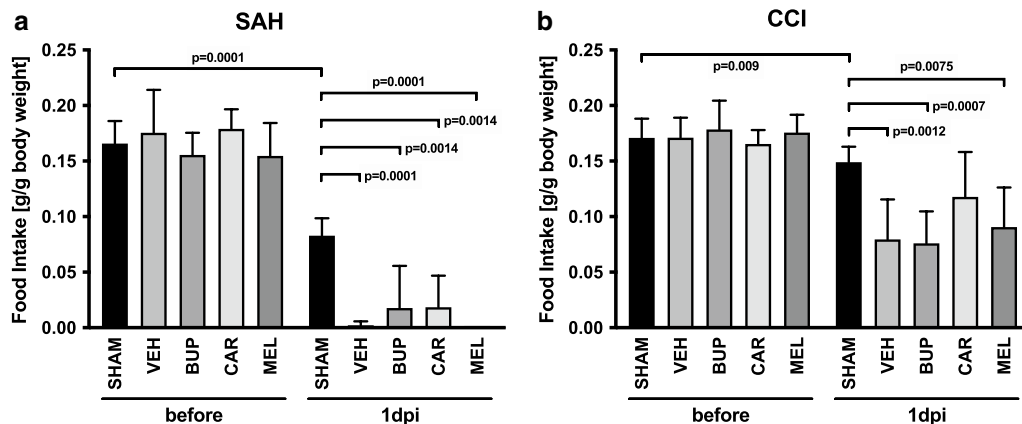 a
SAH
Food Intake [g/g body weight]
0.25
0.20
0.15
0.10
0.05
0.00
p=0.0001
p=0.0001
p=0.0014
p=0.0014
p=0.0001
SHAM
VEH
BUP
CAR
MEL
SHAM
VEH
BUP
CAR
MEL
before
1dpi
b
CCI
Food Intake [g/g body weight]
0.25
0.20
0.15
0.10
0.05
0.00
p=0.009
p=0.0075
p=0.0007
p=0.0012
SHAM
VEH
BUP
CAR
MEL
SHAM
VEH
BUP
CAR
MEL
before
1dpi